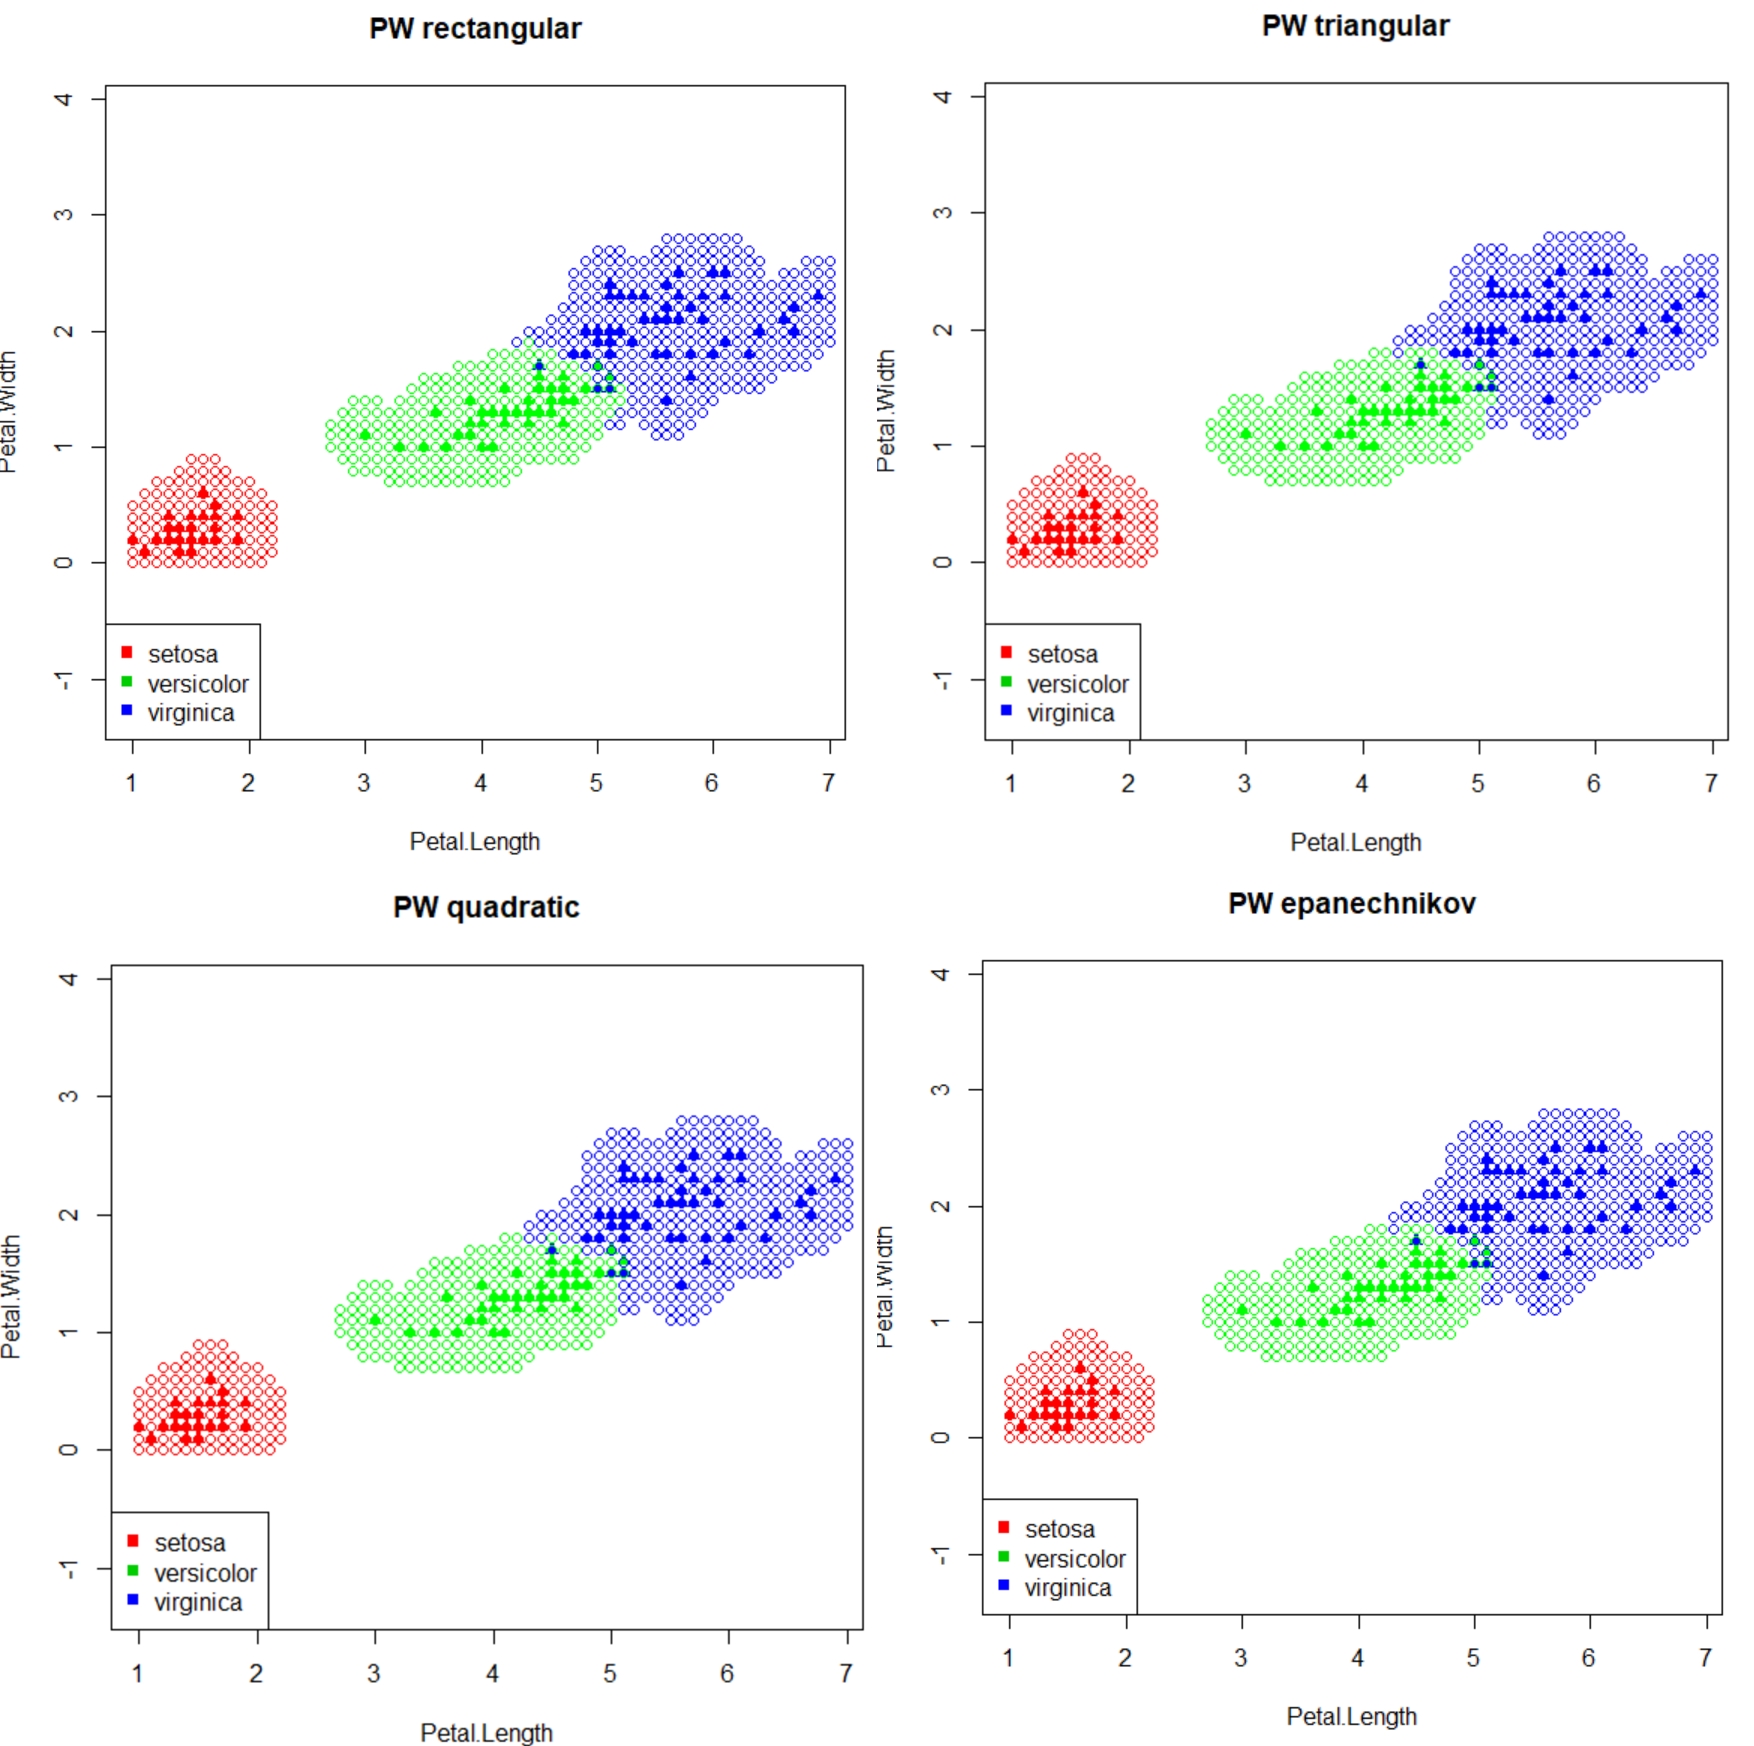 PW rectangular
4
3
2
1
0
-1
Petal.Width
setosa
versicolor
virginica
1 2 3 4 5 6 7
Petal.Length
PW triangular
4
3
2
1
0
-1
Petal.Width
setosa
versicolor
virginica
1 2 3 4 5 6 7
Petal.Length
PW quadratic
4
3
2
1
0
-1
Petal.Width
setosa
versicolor
virginica
1 2 3 4 5 6 7
Petal.Length
PW epanechnikov
4
3
2
1
0
-1
Petal.Width
setosa
versicolor
virginica
1 2 3 4 5 6 7
Petal.Length